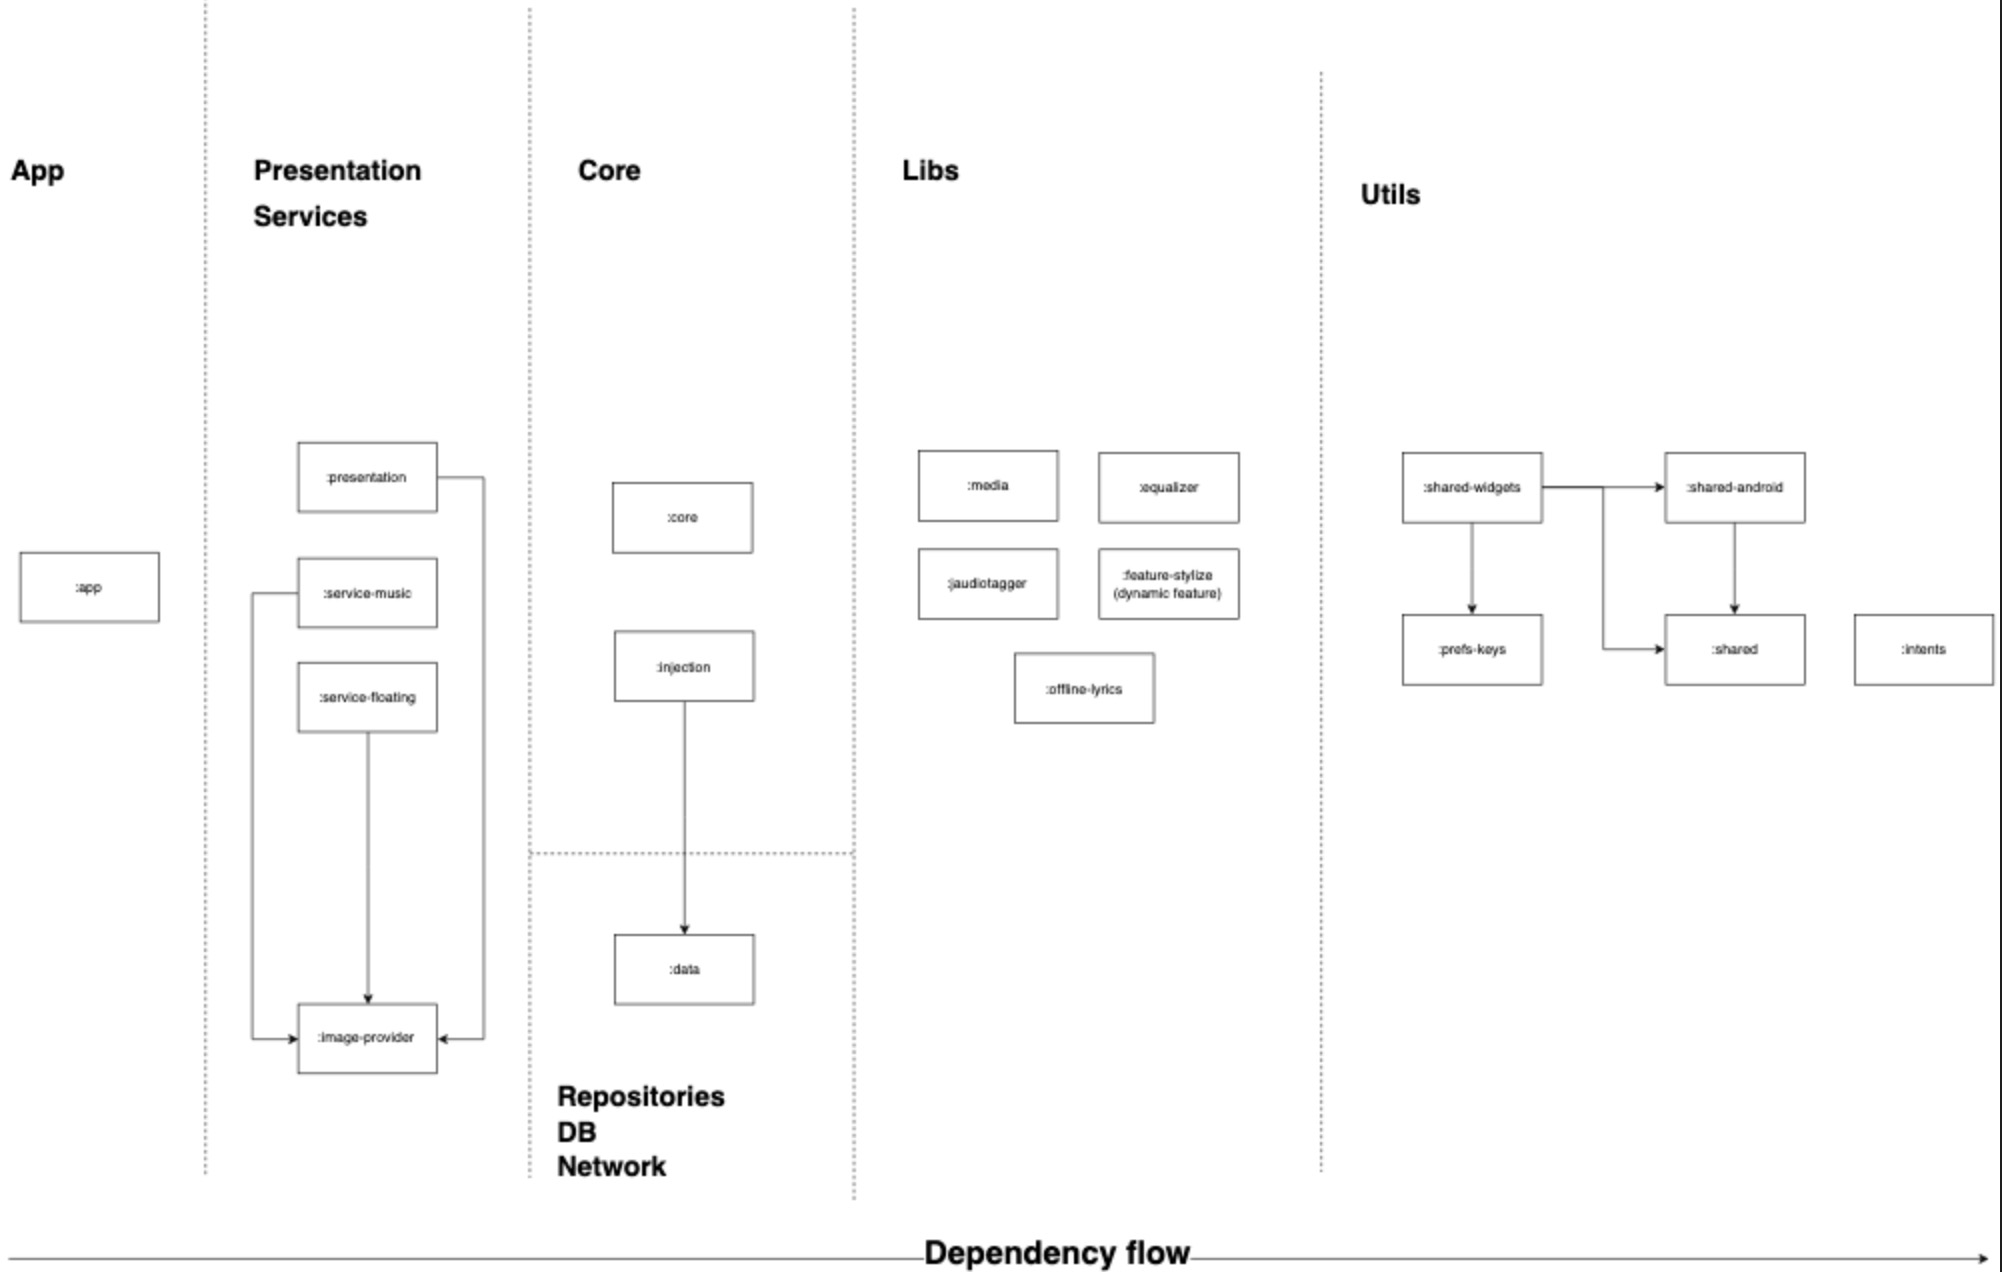 App
Presentation
Services
Core
Libs
Utils
:app
:presentation
:service-music
:service-floating
:image-provider
:core
:injection
:data
Repositories
DB
Network
:media
:equalizer
:jaudiotagger
:feature-stylize
(dynamic feature)
:offline-lyrics
:shared-widgets
:shared-android
:prefs-keys
:shared
:intents
Dependency flow